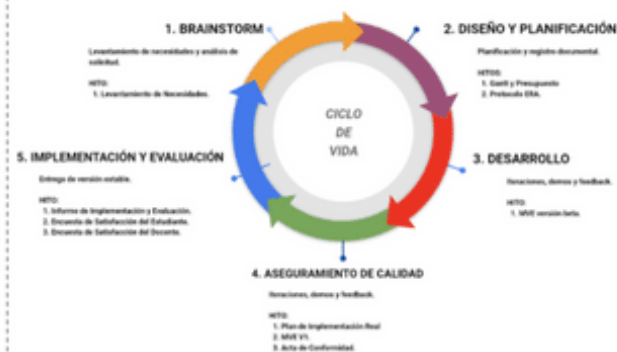 1. BRAINSTORM
Levantamiento de necesidades y análisis de
solicitud.
HITO:
1. Levantamiento de Necesidades.
2. DISEÑO Y PLANIFICACIÓN
Planificación y registro documental.
HITOS:
1. Gantt y Presupuesto
2. Protocolo ERA.
CICLO
DE
VIDA
3. DESARROLLO
Iteraciones, demos y feedback.
HITO:
1. MVE versión beta.
4. ASEGURAMIENTO DE CALIDAD
Iteraciones, demos y feedback.
HITO:
1. Plan de Implementación Real
2. MVE V1.
3. Acta de Conformidad.
5. IMPLEMENTACIÓN Y EVALUACIÓN
Entrega de versión estable.
HITO:
1. Informe de Implementación y Evaluación.
2. Encuesta de Satisfacción del Estudiante.
3. Encuesta de Satisfacción del Docente.